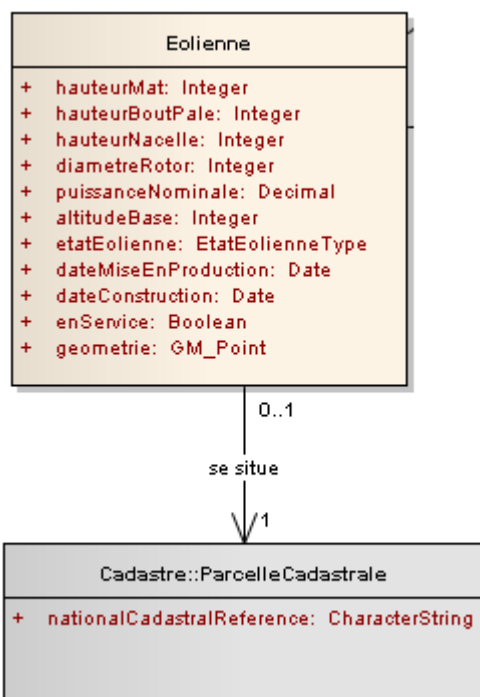 Eolienne
+ hauteurMat: Integer
+ hauteurBoutPale: Integer
+ hauteurNacelle: Integer
+ diametreRotor: Integer
+ puissanceNominale: Decimal
+ altitudeBase: Integer
+ etatEolienne: EtatEolienneType
+ dateMiseEnProduction: Date
+ dateConstruction: Date
+ enService: Boolean
+ geometrie: GM_Point
0..1
se situe
1
Cadastre::ParcelleCadastrale
+ nationalCadastralReference: CharacterString